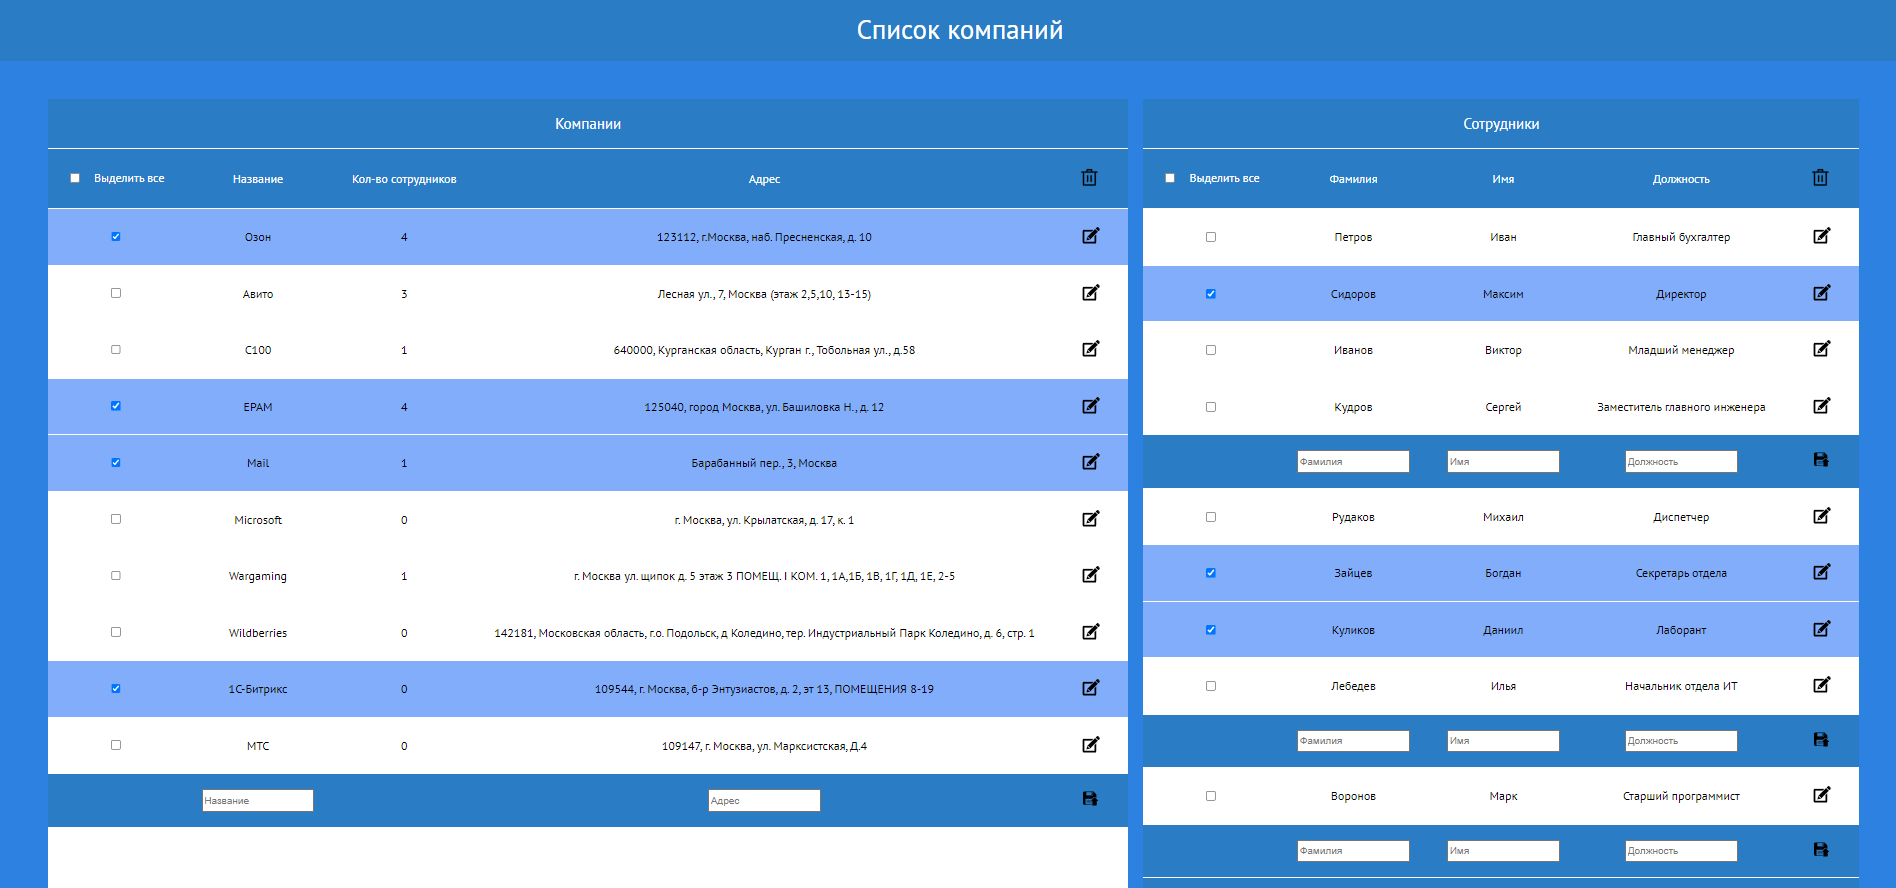 Список компаний
Компании
Выделить все Название Кол-во сотрудников Адрес
Озон 4 123112, г.Москва, наб. Пресненская, д. 10
Авито 3 Лесная ул., 7, Москва (этаж 2,5,10, 13-15)
С100 1 640000, Курганская область, Курган г., Тобольная ул., д.58
EPAM 4 125040, город Москва, ул. Башиловка Н., д. 12
Mail 1 Барабанный пер., 3, Москва
Microsoft 0 г. Москва, ул. Крылатская, д. 17, к. 1
Wargaming 1 г. Москва ул. щипок д. 5 этаж 3 ПОМЕЩ. I КОМ. 1, 1А,1Б, 1В, 1Г, 1Д, 1Е, 2-5
Wildberries 0 142181, Московская область, г.о. Подольск, д Коледино, тер. Индустриальный Парк Коледино, д. 6, стр. 1
1С-Битрикс 0 109544, г. Москва, б-р Энтузиастов, д. 2, эт 13, ПОМЕЩЕНИЯ 8-19
МТС 0 109147, г. Москва, ул. Марксистская, Д.4
Название Адрес
Сотрудники
Выделить все Фамилия Имя Должность
Петров Иван Главный бухгалтер
Сидоров Максим Директор
Иванов Виктор Младший менеджер
Кудров Сергей Заместитель главного инженера
Фамилия Имя Должность
Рудаков Михаил Диспетчер
Зайцев Богдан Секретарь отдела
Куликов Даниил Лаборант
Лебедев Илья Начальник отдела ИТ
Фамилия Имя Должность
Воронов Марк Старший программист
Фамилия Имя Должность